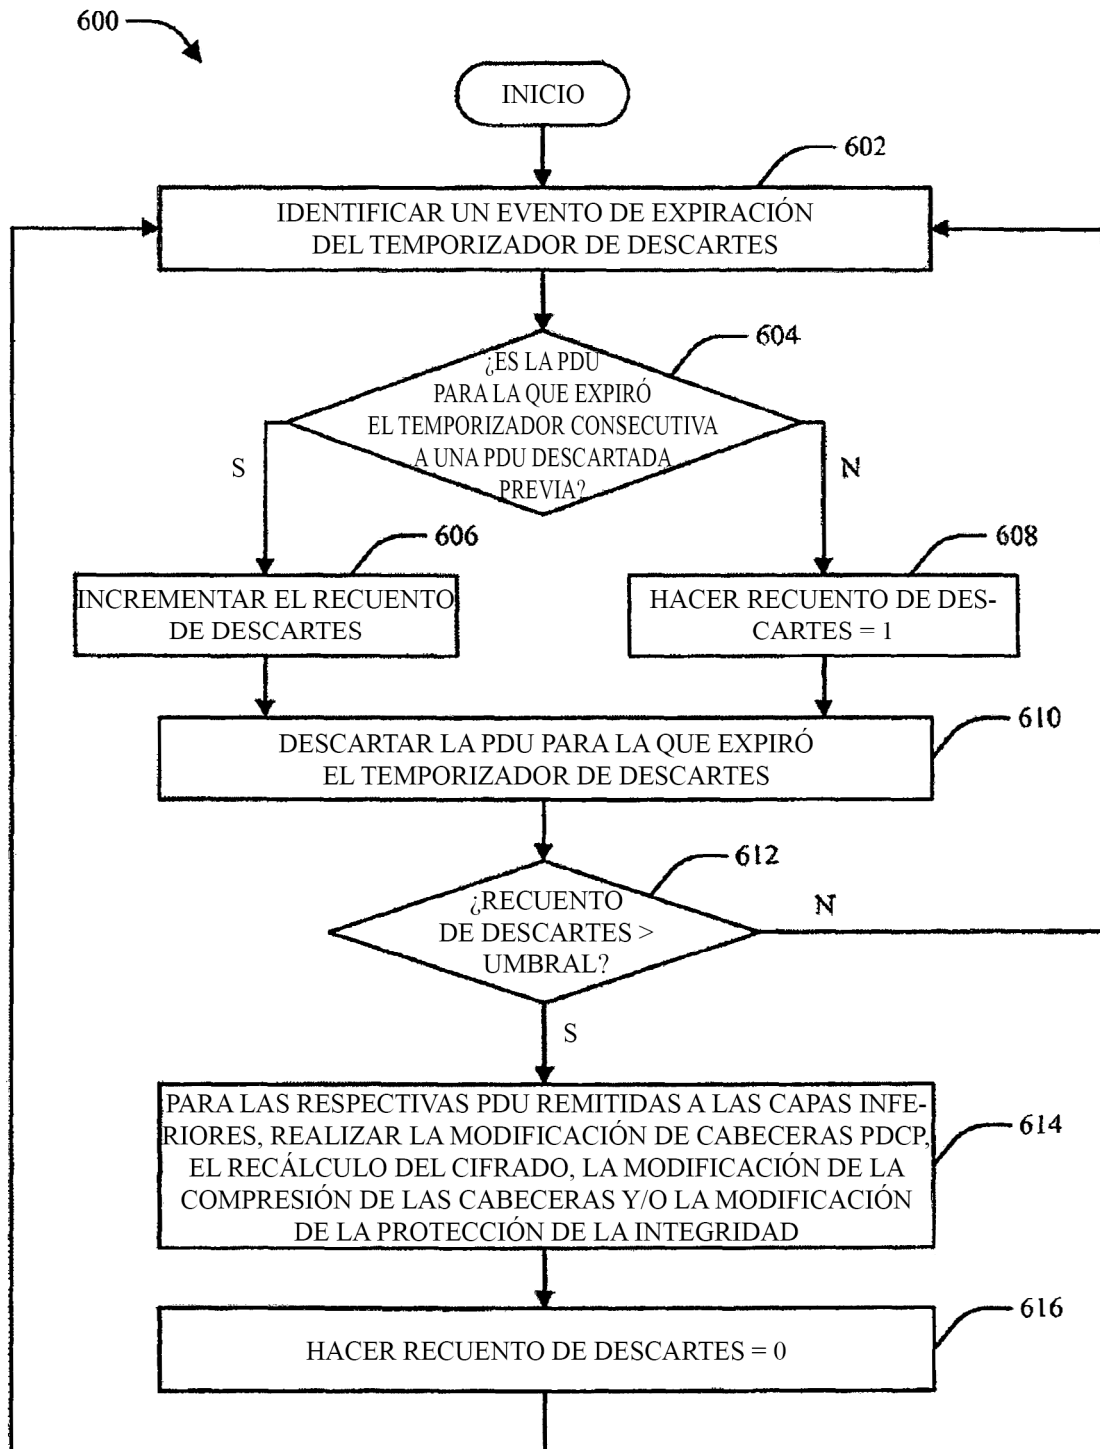 600
INICIO
602
IDENTIFICAR UN EVENTO DE EXPIRACIÓN
DEL TEMPORIZADOR DE DESCARTES
604
¿ES LA PDU
PARA LA QUE EXPIRÓ
EL TEMPORIZADOR CONSECUTIVA
A UNA PDU DESCARTADA
PREVIA?
S
N
606
INCREMENTAR EL RECUENTO
DE DESCARTES
608
HACER RECUENTO DE DES-
CARTES = 1
610
DESCARTAR LA PDU PARA LA QUE EXPIRÓ
EL TEMPORIZADOR DE DESCARTES
612
¿RECUENTO
DE DESCARTES >
UMBRAL?
N
S
614
PARA LAS RESPECTIVAS PDU REMITIDAS A LAS CAPAS INFE-
RIORES, REALIZAR LA MODIFICACIÓN DE CABECERAS PDCP,
EL RECÁLCULO DEL CIFRADO, LA MODIFICACIÓN DE LA
COMPRESIÓN DE LAS CABECERAS Y/O LA MODIFICACIÓN
DE LA PROTECCIÓN DE LA INTEGRIDAD
616
HACER RECUENTO DE DESCARTES = 0